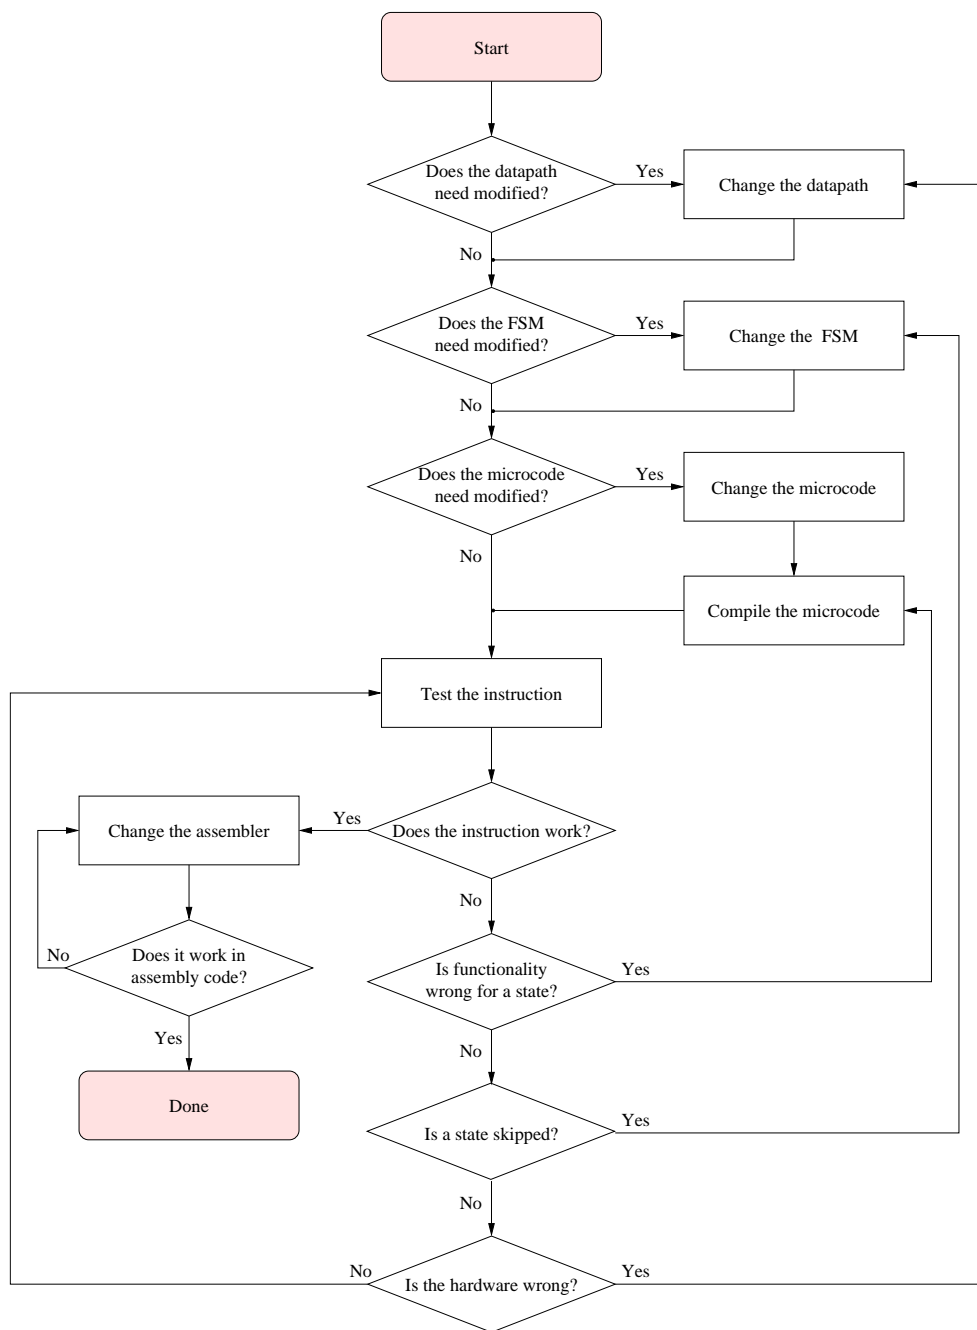 Start
Does the datapath
need modified?
Yes
Change the datapath
No
Does the FSM
need modified?
Yes
Change the FSM
No
Does the microcode
need modified?
Yes
Change the microcode
No
Compile the microcode
Test the instruction
Change the assembler
Yes
Does the instruction work?
No
No
Does it work in
assembly code?
Is functionality
wrong for a state?
Yes
Yes
No
Done
Is a state skipped?
Yes
No
No
Is the hardware wrong?
Yes